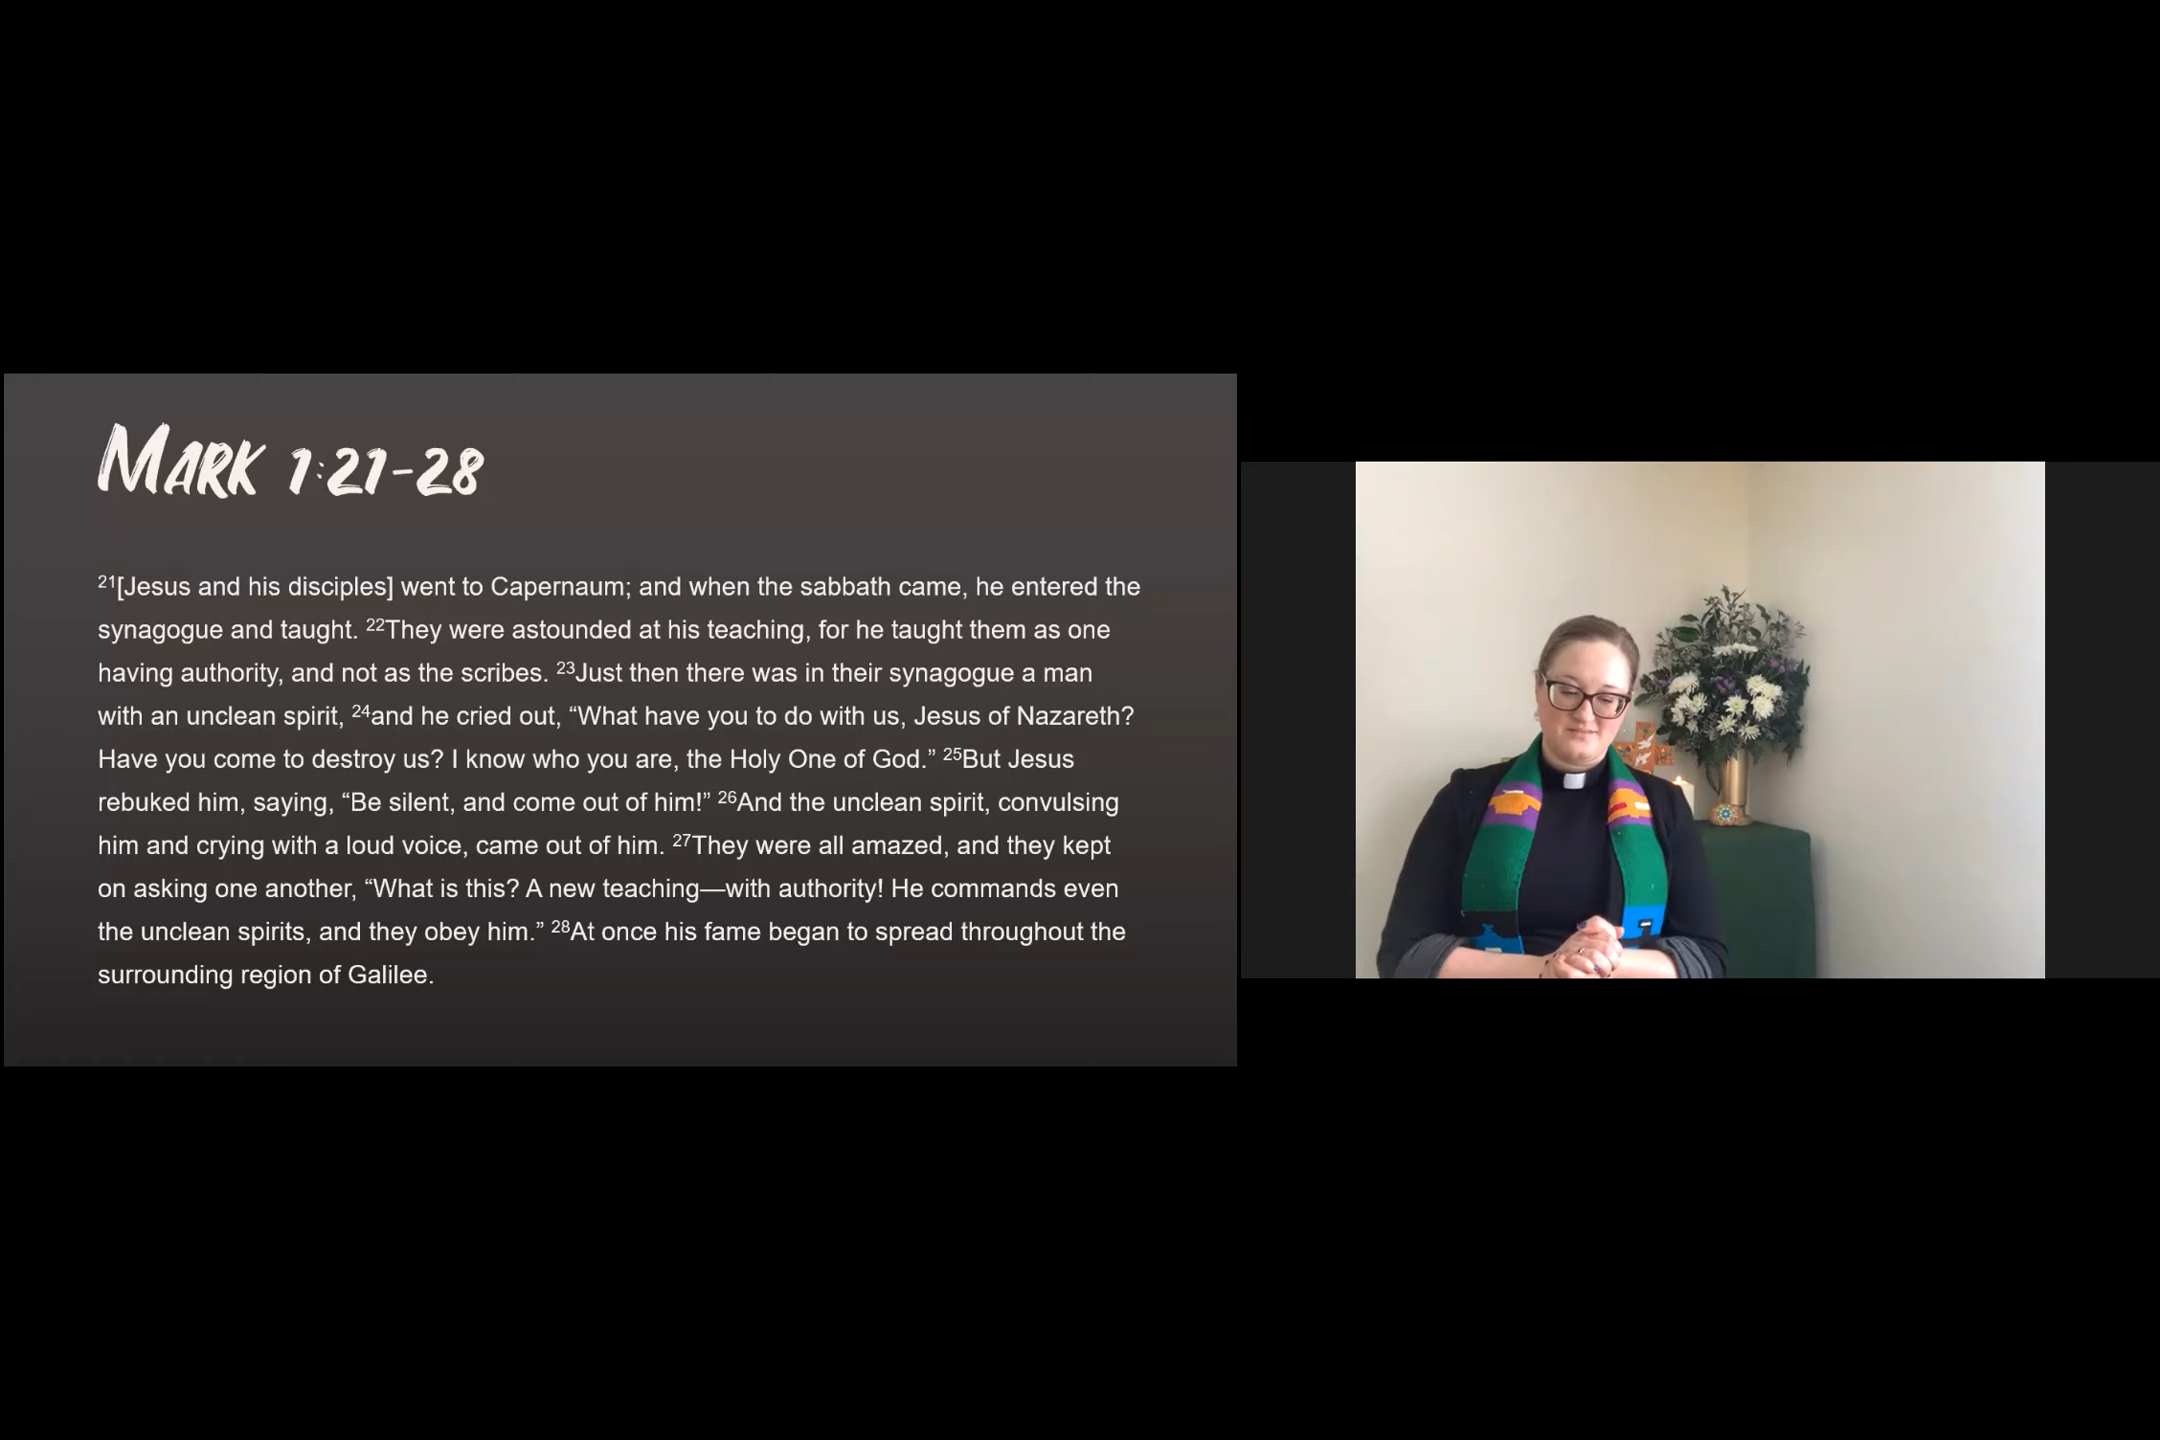 MARK 1:21-28
21[Jesus and his disciples] went to Capernaum; and when the sabbath came, he entered the
synagogue and taught. 22They were astounded at his teaching, for he taught them as one
having authority, and not as the scribes. 23Just then there was in their synagogue a man
with an unclean spirit, 24and he cried out, “What have you to do with us, Jesus of Nazareth?
Have you come to destroy us? I know who you are, the Holy One of God.” 25But Jesus
rebuked him, saying, “Be silent, and come out of him!” 26And the unclean spirit, convulsing
him and crying with a loud voice, came out of him. 27They were all amazed, and they kept
on asking one another, “What is this? A new teaching—with authority! He commands even
the unclean spirits, and they obey him.” 28At once his fame began to spread throughout the
surrounding region of Galilee.